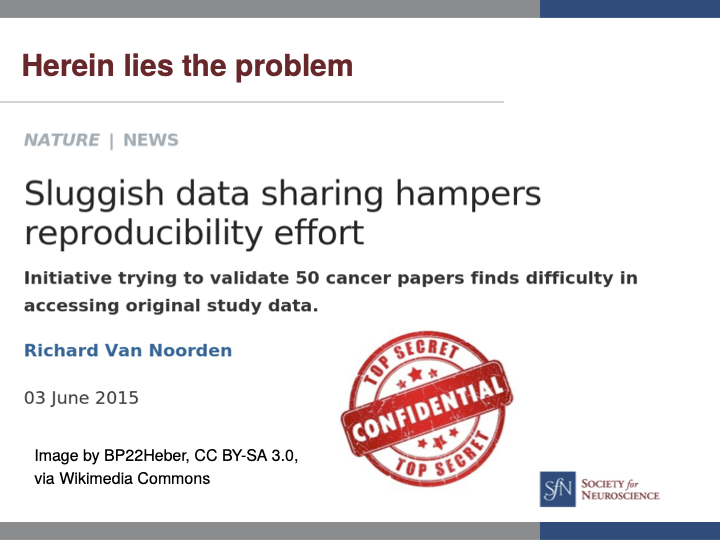 Herein lies the problem
NATURE | NEWS
Sluggish data sharing hampers
reproducibility effort
Initiative trying to validate 50 cancer papers finds difficulty in
accessing original study data.
Richard Van Noorden
03 June 2015
TOP SECRET
CONFIDENTIAL
TOP SECRET
Image by BP22Heber, CC BY-SA 3.0,
via Wikimedia Commons
SfN
SOCIETY for
NEUROSCIENCE